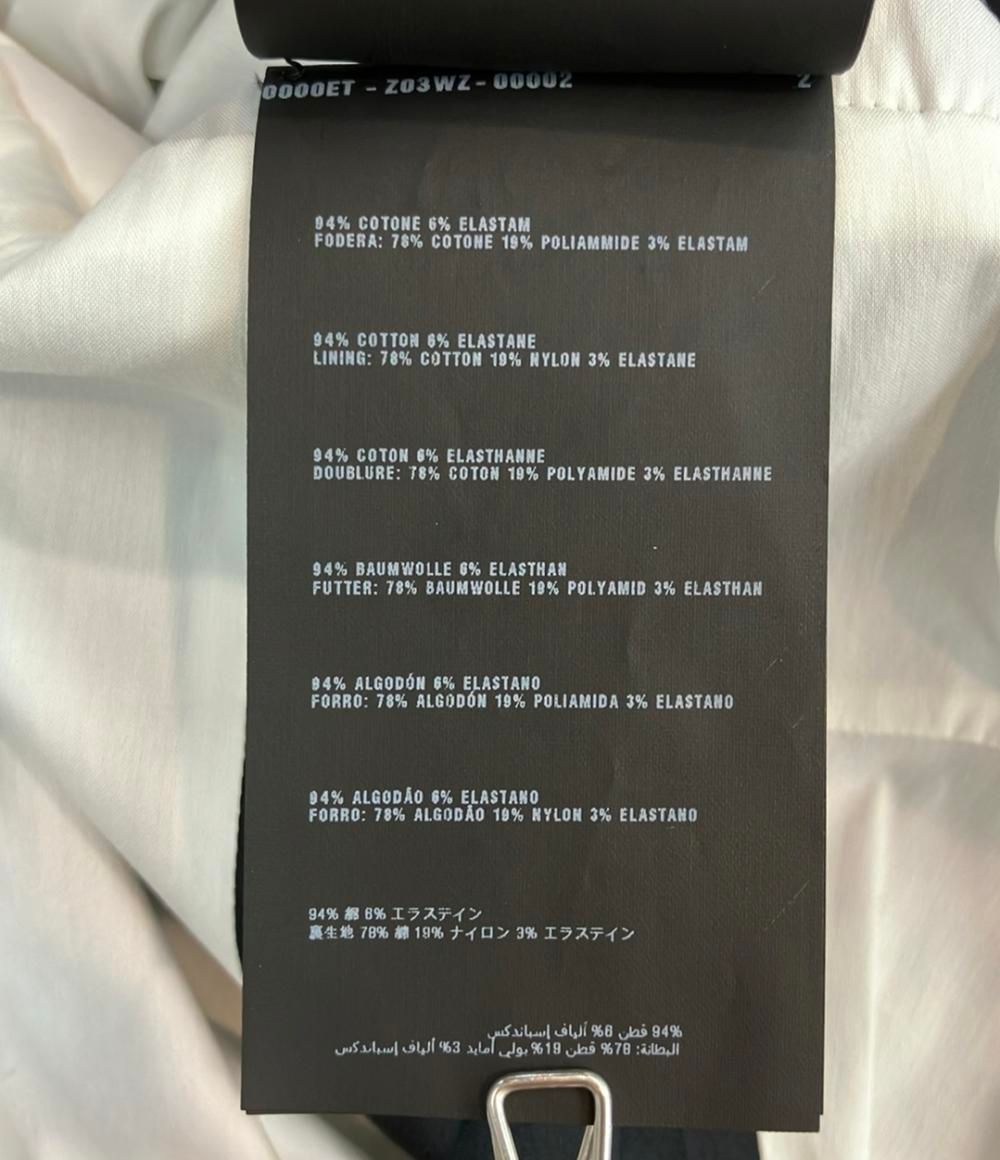 0000ET - Z03WZ - 00002 2
94% COTONE 6% ELASTAM
FODERA: 78% COTONE 19% POLIAMMIDE 3% ELASTAM
94% COTTON 6% ELASTANE
LINING: 78% COTTON 19% NYLON 3% ELASTANE
94% COTON 6% ELASTHANNE
DOUBLURE: 78% COTON 19% POLYAMIDE 3% ELASTHANNE
94% BAUMWOLLE 6% ELASTHAN
FUTTER: 78% BAUMWOLLE 19% POLYAMID 3% ELASTHAN
94% ALGODÓN 6% ELASTANO
FORRO: 78% ALGODÓN 19% POLIAMIDA 3% ELASTANO
94% ALGODÃO 6% ELASTANO
FORRO: 78% ALGODÃO 19% NYLON 3% ELASTANO
94% 綿 6% エラステイン
裏生地 78% 綿 19% ナイロン 3% エラステイン
94% قطن 6% ألياف إسباندكس
البطانة: 78% قطن 19% بولي أمايد 3% ألياف إسباندكس